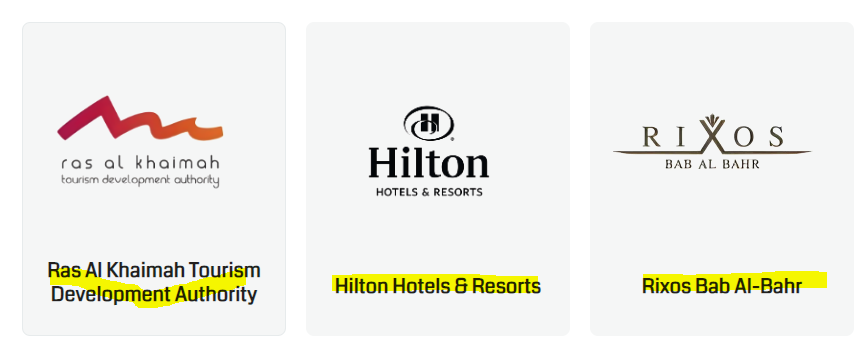 ras al khaimah
tourism development authority
Ras Al Khaimah Tourism
Development Authority
H
Hilton
HOTELS & RESORTS
Hilton Hotels & Resorts
RIXOS
BAB AL BAHR
Rixos Bab Al-Bahr